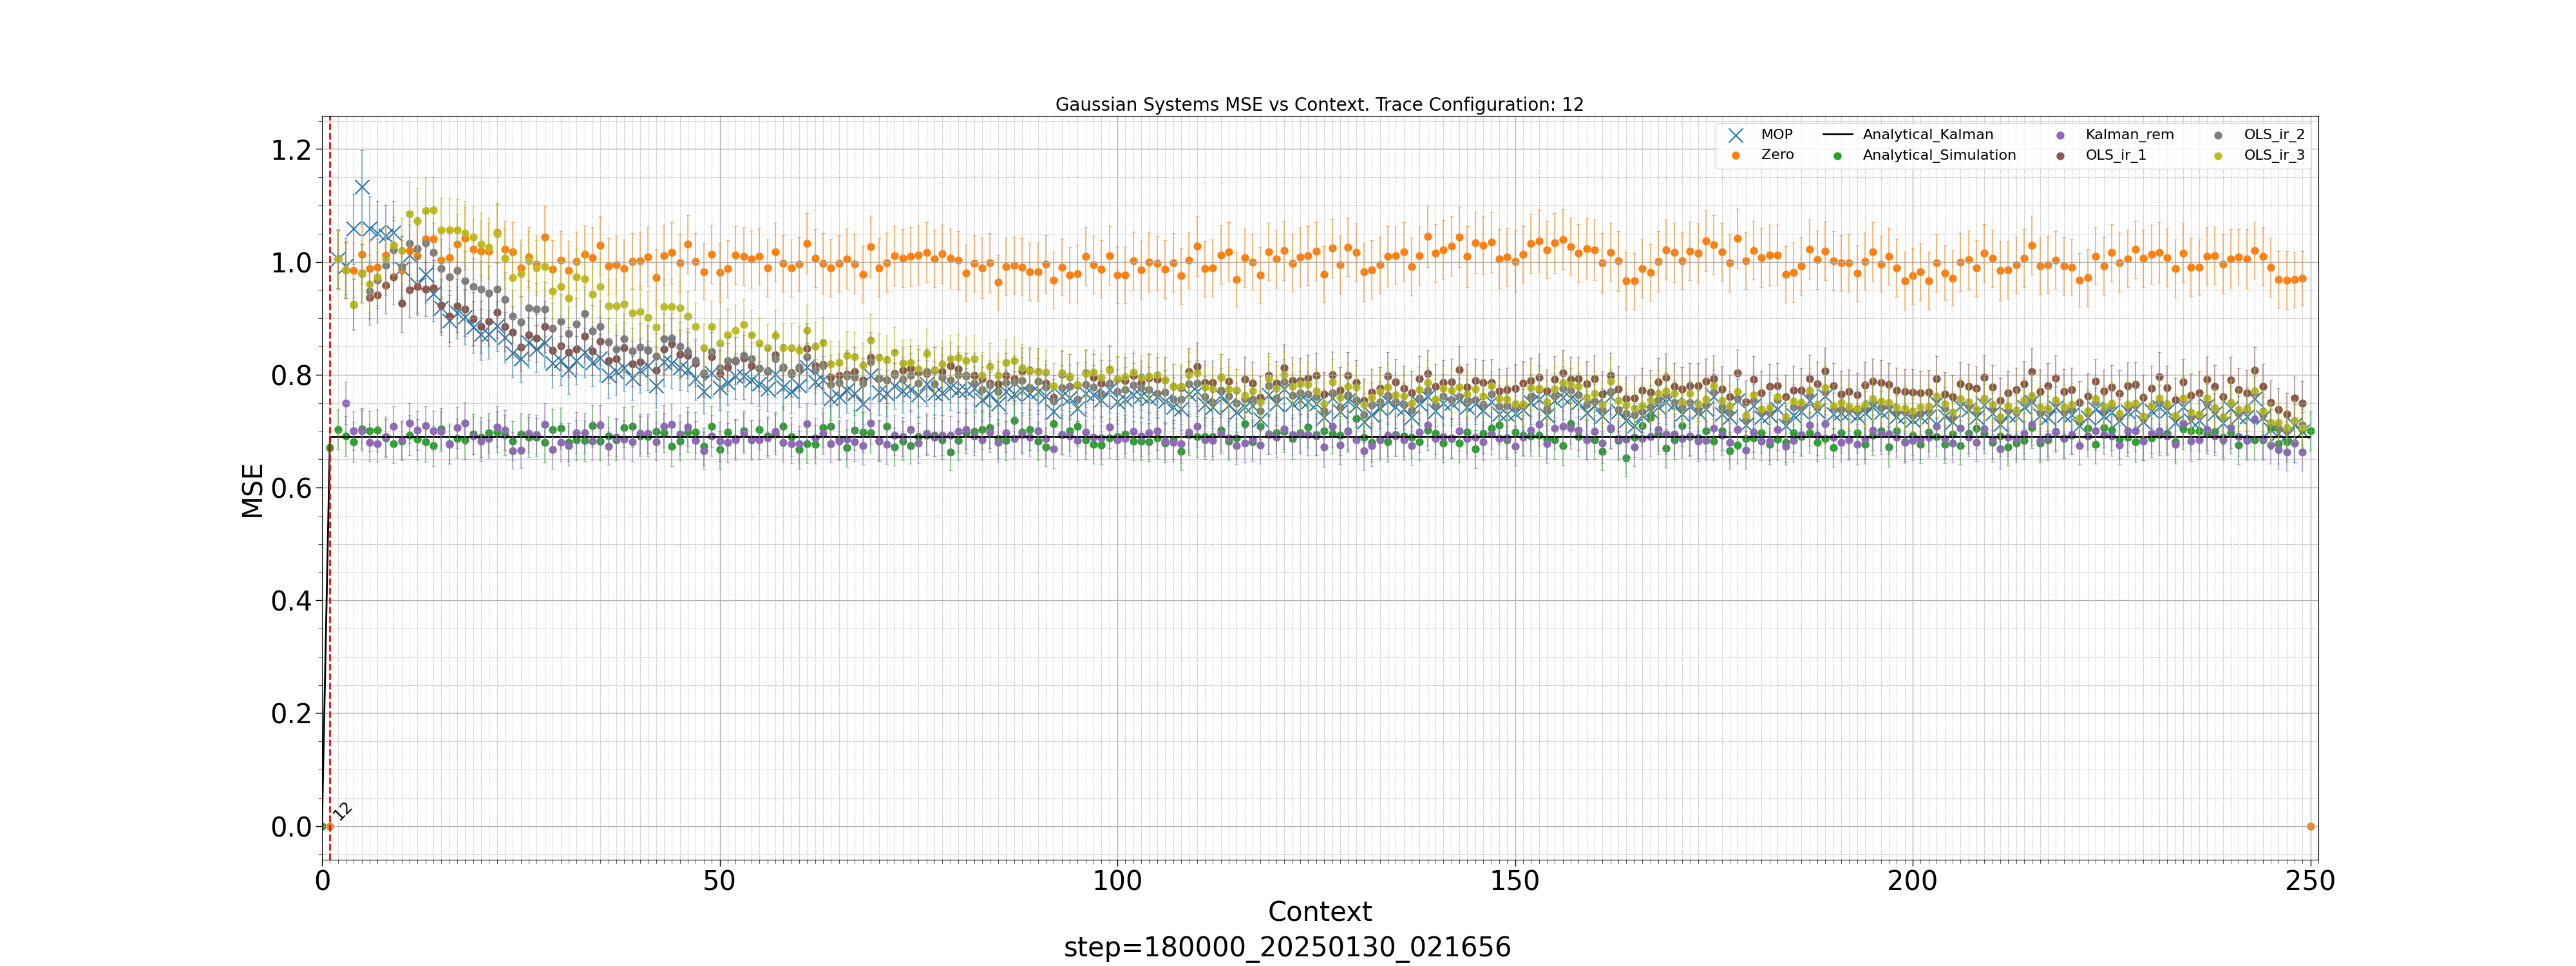 Gaussian Systems MSE vs Context. Trace Configuration: 12
MOP
Zero
Analytical_Kalman
Analytical_Simulation
Kalman_rem
OLS_ir_1
OLS_ir_2
OLS_ir_3
MSE
1.2
1.0
0.8
0.6
0.4
0.2
0.0
12
0 50 100 150 200 250
Context
step=180000_20250130_021656